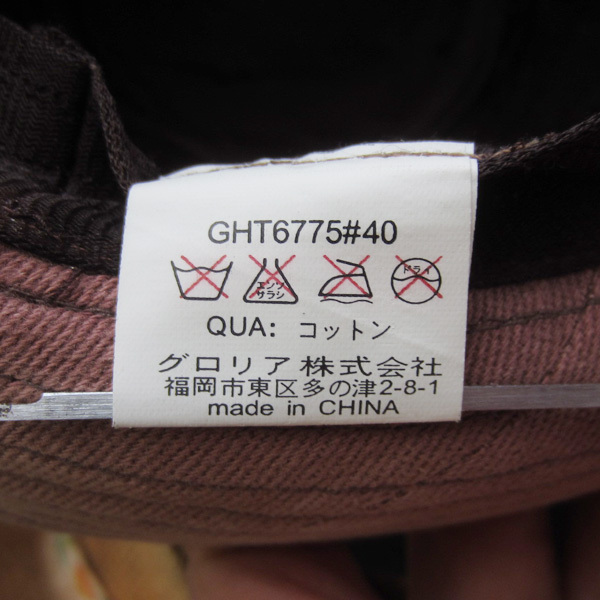 GHT6775#40
エンソ
サラシ
ドライ
QUA: コットン
グロリア株式会社
福岡市東区多の津2-8-1
made in CHINA